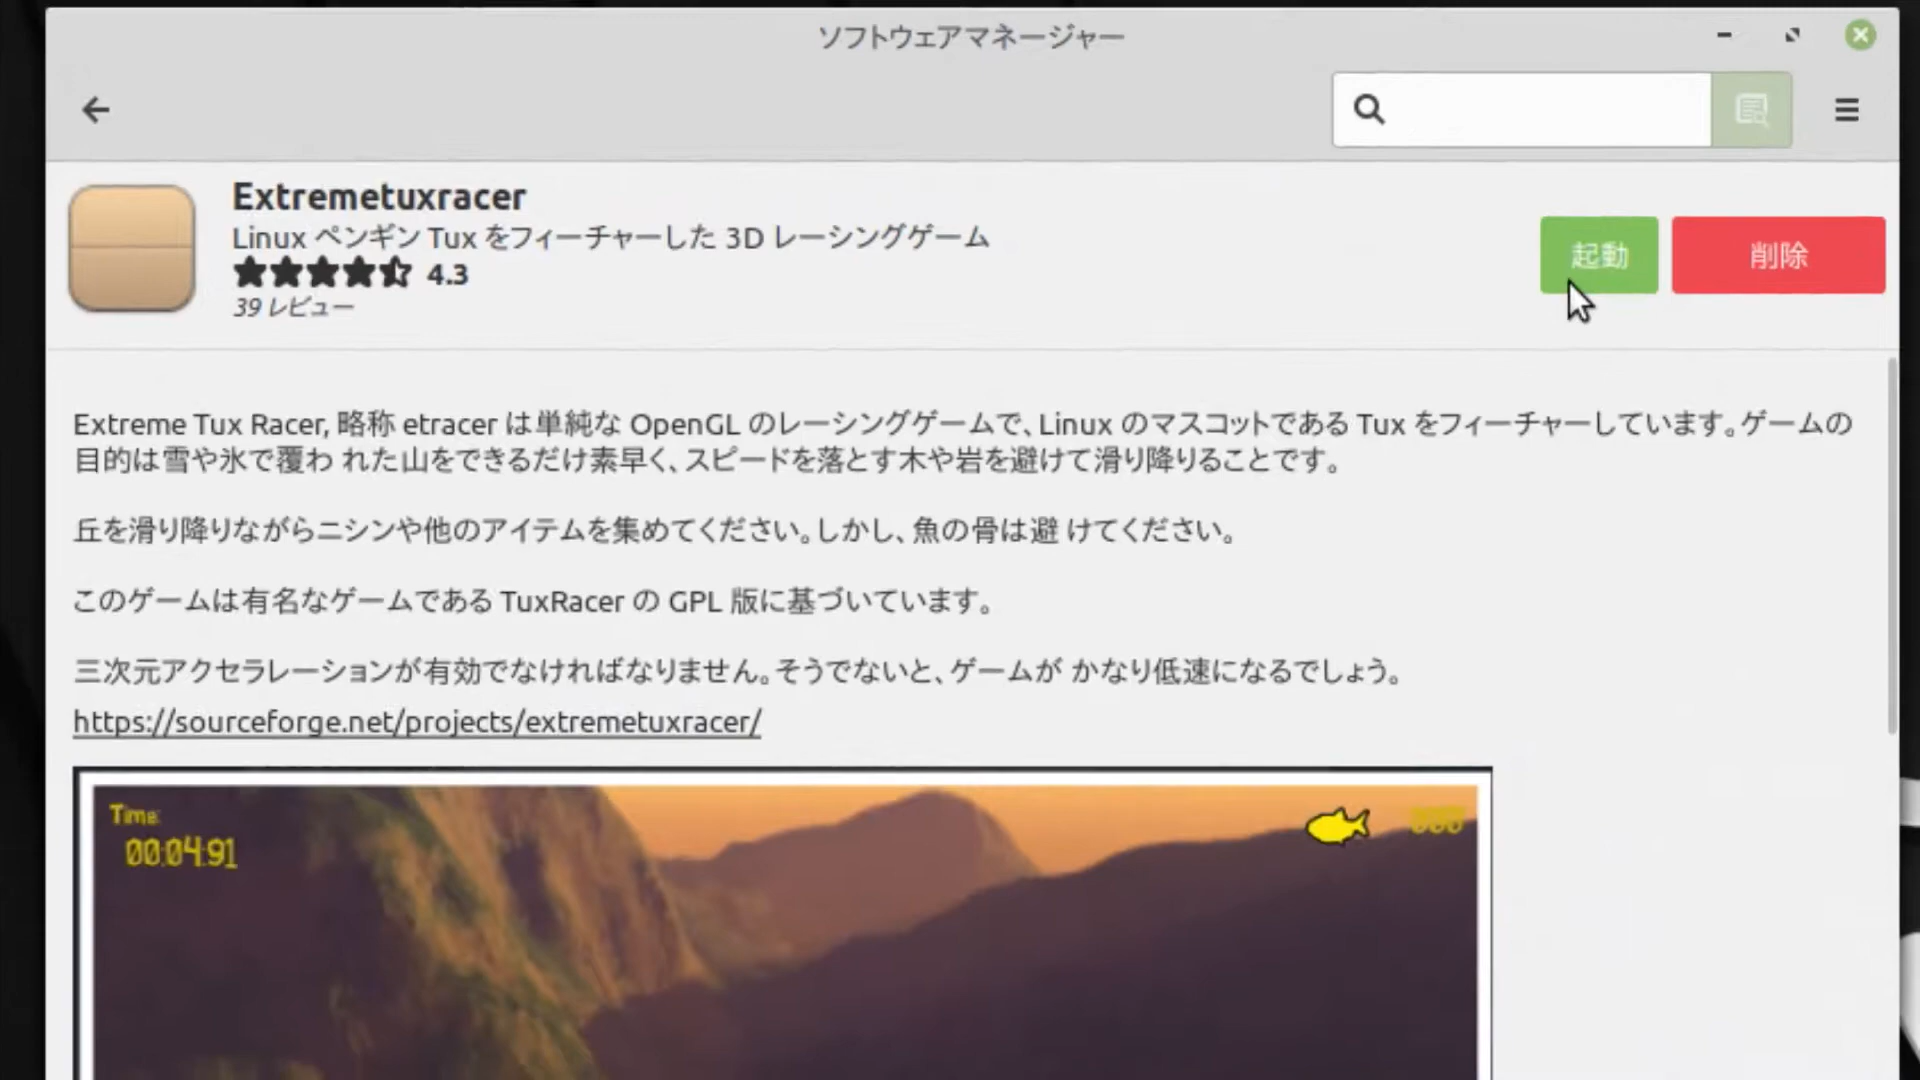 ソフトウェアマネージャー
Extremetuxracer
Linux ペンギン Tux をフィーチャーした 3D レーシングゲーム
4.3
39 レビュー
起動
削除
Extreme Tux Racer, 略称 etracer は単純な OpenGL のレーシングゲームで、Linux のマスコットである Tux をフィーチャーしています。ゲームの
目的は雪や氷で覆わ れた山をできるだけ素早く、スピードを落とす木や岩を避けて滑り降りることです。
丘を滑り降りながらニシンや他のアイテムを集めてください。しかし、魚の骨は避 けてください。
このゲームは有名なゲームである TuxRacer の GPL 版に基づいています。
三次元アクセラレーションが有効でなければなりません。そうでないと、ゲームが かなり低速になるでしょう。
https://sourceforge.net/projects/extremetuxracer/
Time:
00:04:91